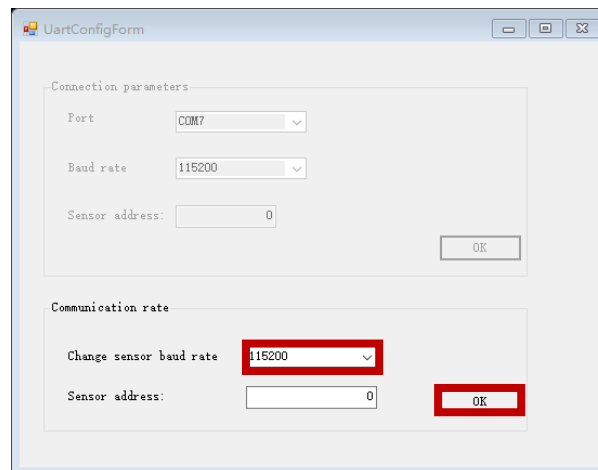 UartConfigForm
Connection parameters
Port COM7
Baud rate 115200
Sensor address: 0
OK
Communication rate
Change sensor baud rate 115200
Sensor address: 0 OK